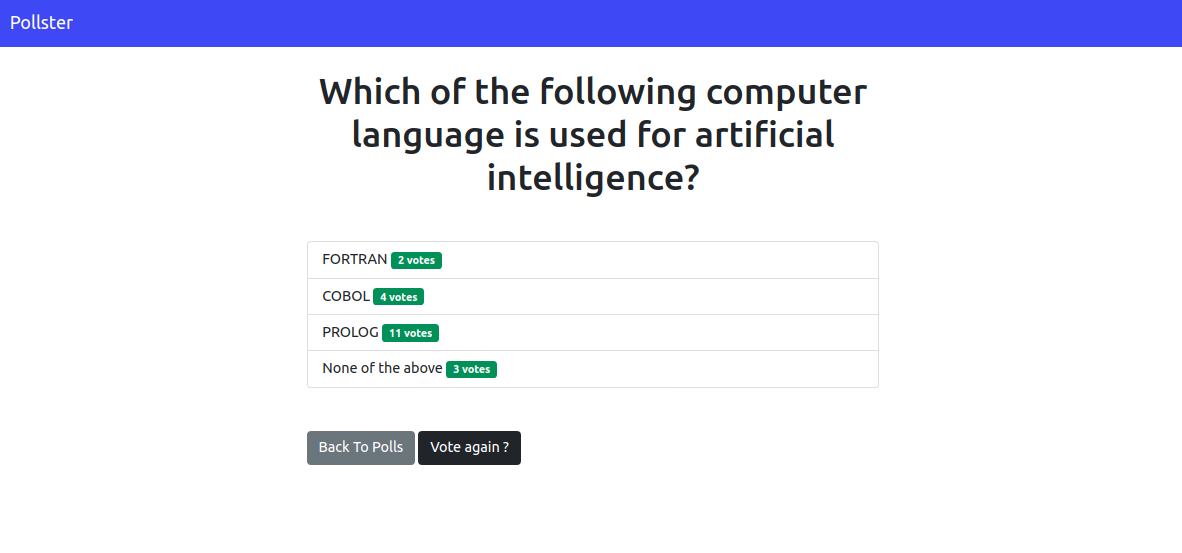 Pollster
Which of the following computer
language is used for artificial
intelligence?
FORTRAN 2 votes
COBOL 4 votes
PROLOG 11 votes
None of the above 3 votes
Back To Polls Vote again ?